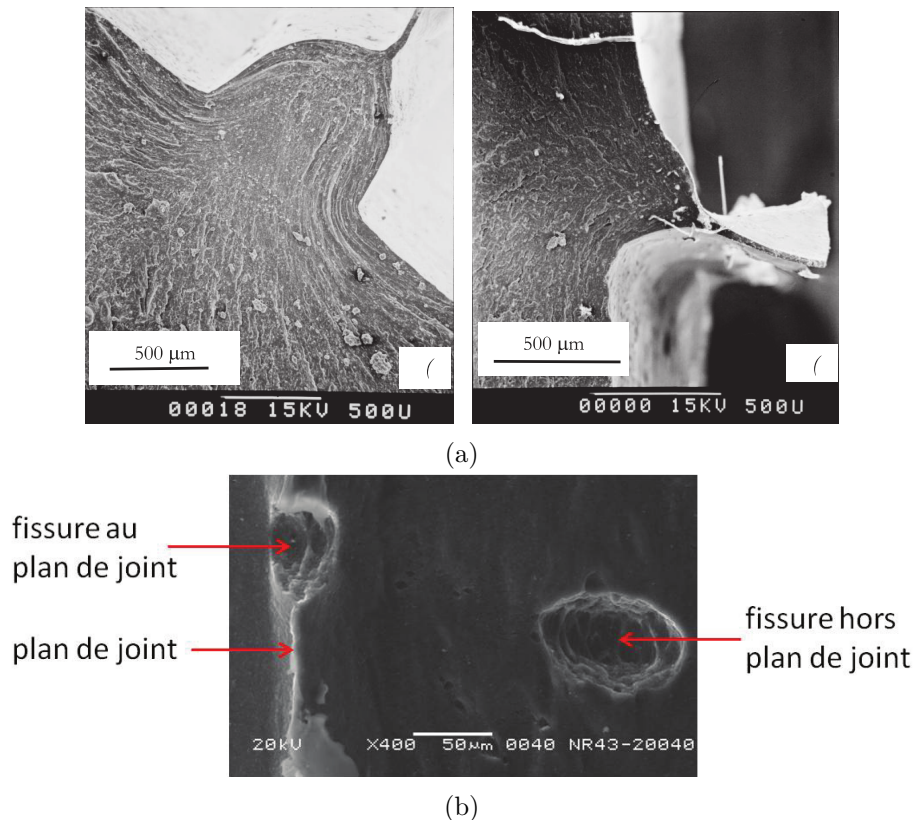 500 µm
(
00018 15KV 500U
500 µm
(
00000 15KV 500U
(a)
fissure au
plan de joint
plan de joint
fissure hors
plan de joint
20kV X400 50µm 0040 NR43-20040
(b)